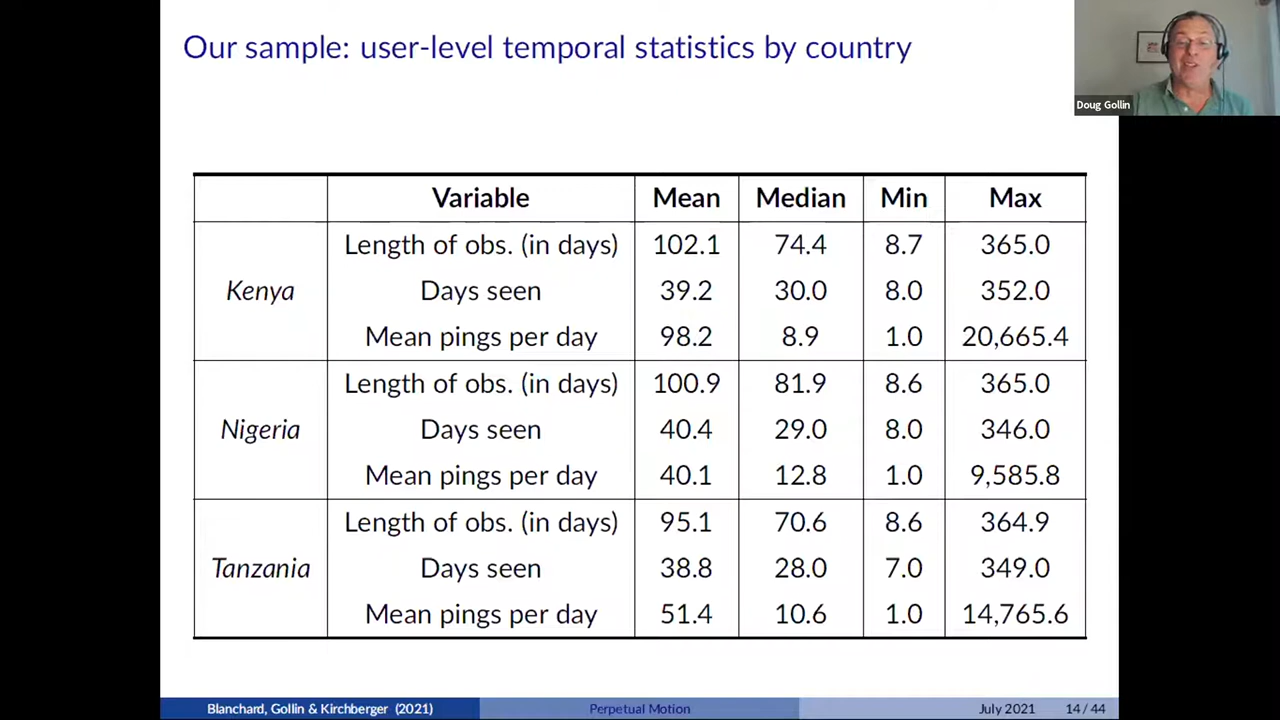 Our sample: user-level temporal statistics by country
Doug Gollin
Variable Mean Median Min Max
Length of obs. (in days) 102.1 74.4 8.7 365.0
Kenya Days seen 39.2 30.0 8.0 352.0
Mean pings per day 98.2 8.9 1.0 20,665.4
Length of obs. (in days) 100.9 81.9 8.6 365.0
Nigeria Days seen 40.4 29.0 8.0 346.0
Mean pings per day 40.1 12.8 1.0 9,585.8
Length of obs. (in days) 95.1 70.6 8.6 364.9
Tanzania Days seen 38.8 28.0 7.0 349.0
Mean pings per day 51.4 10.6 1.0 14,765.6
Blanchard, Gollin & Kirchberger (2021) Perpetual Motion July 2021 14 / 44